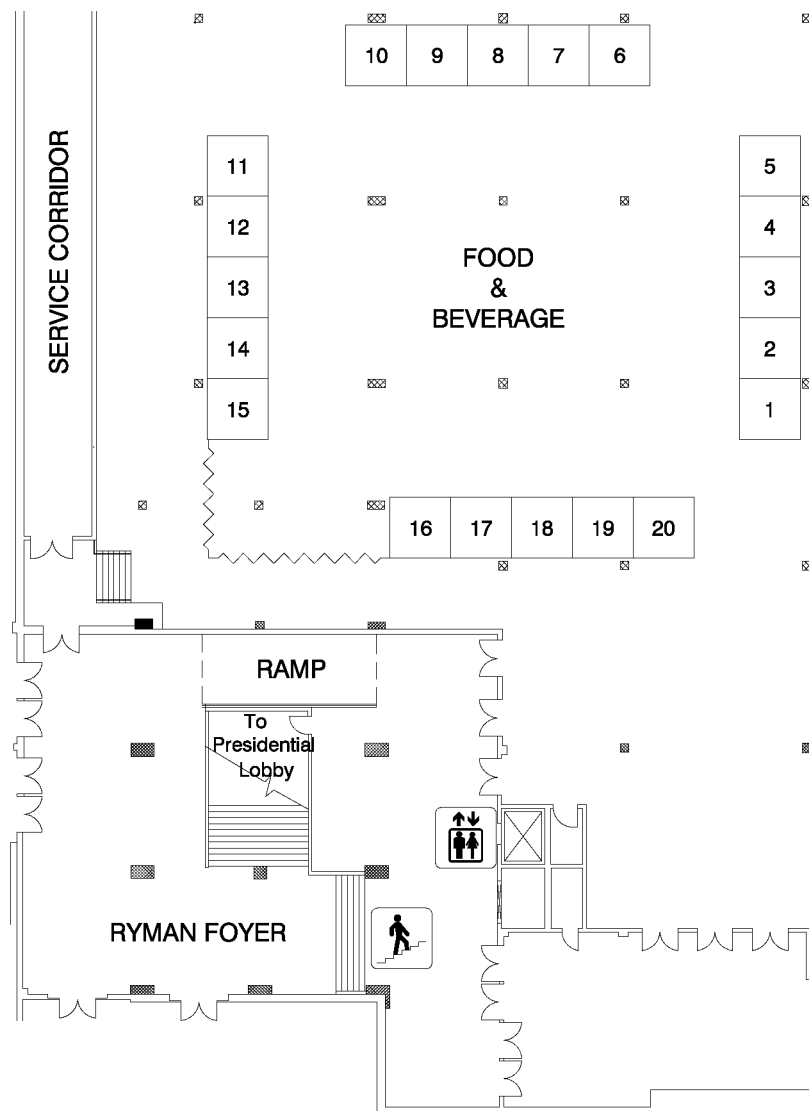 10 9 8 7 6
SERVICE CORRIDOR
11
12
13
14
15
FOOD
&
BEVERAGE
5
4
3
2
1
16 17 18 19 20
RAMP
To
Presidential
Lobby
RYMAN FOYER